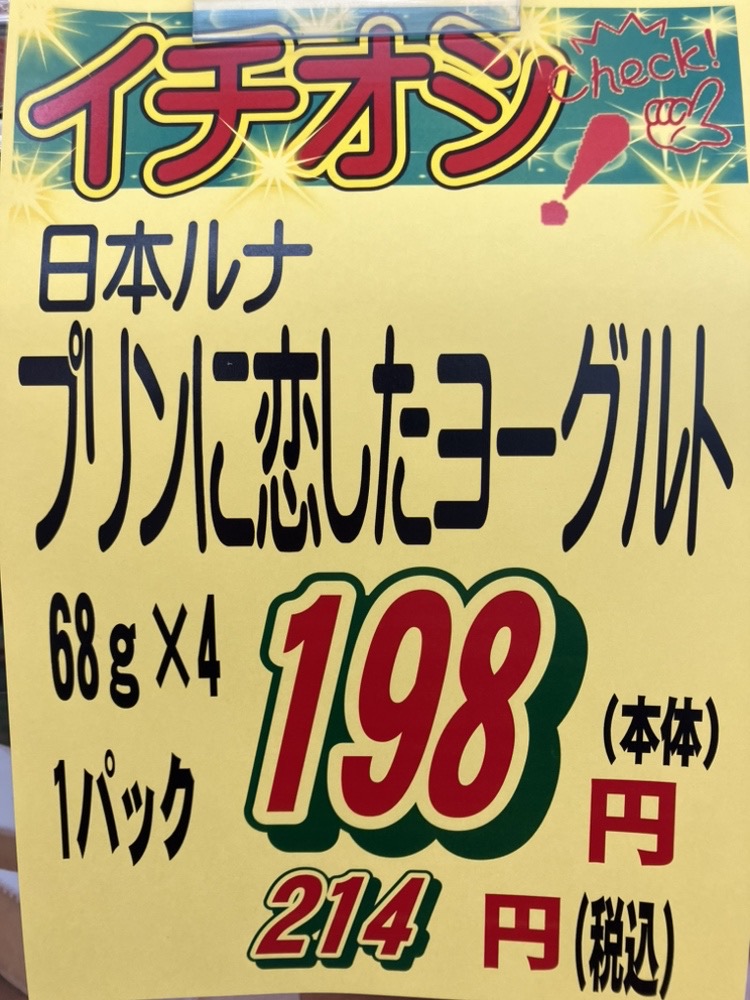 イチオシ
Check!
日本ルナ
プリンに恋したヨーグルト
68g×4
1パック
198
(本体)
円
214円(税込)